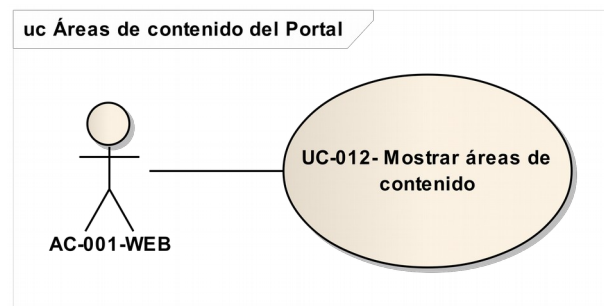 uc Áreas de contenido del Portal
UC-012- Mostrar áreas de
contenido
AC-001-WEB